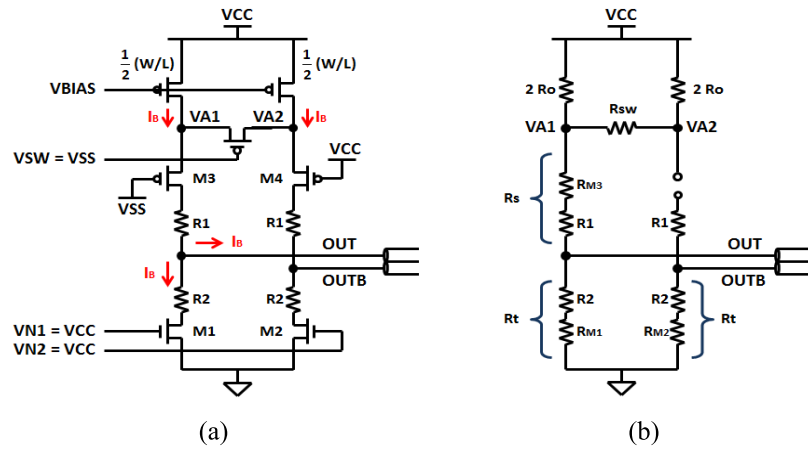 VCC
1/2 (W/L)
1/2 (W/L)
VBIAS
IB
VA1
VA2
IB
VSW = VSS
VCC
M3
M4
VSS
R1
R1
IB
OUT
IB
OUTB
R2
R2
VN1 = VCC
M1
M2
VN2 = VCC
(a)
VCC
2 Ro
2 Ro
Rsw
VA1
VA2
Rs
RM3
R1
R1
OUT
OUTB
R2
R2
Rt
Rt
RM1
RM2
(b)